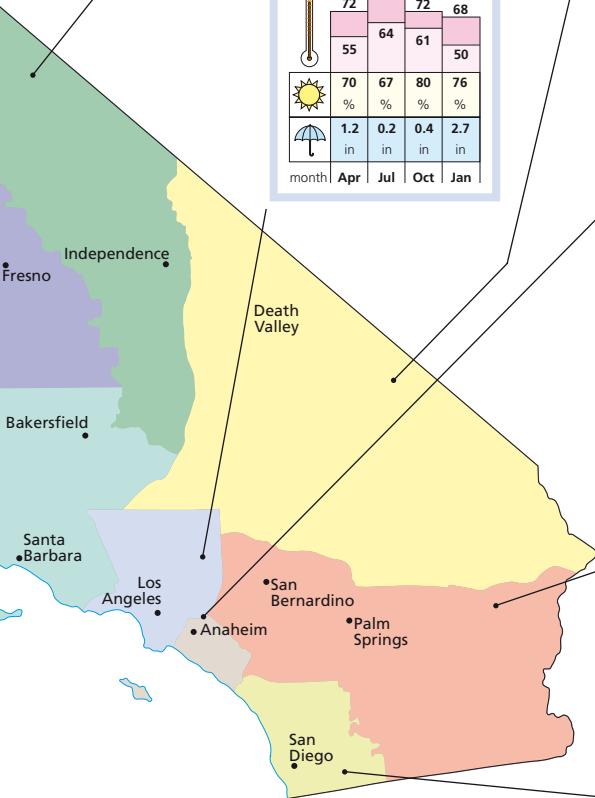 72 72 68
55 64 61 50
70 67 80 76
% % % %
1.2 0.2 0.4 2.7
in in in in
month Apr Jul Oct Jan
Independence
Fresno
Death
Valley
Bakersfield
Santa
Barbara
Los
Angeles
San
Bernardino
Anaheim
Palm
Springs
San
Diego